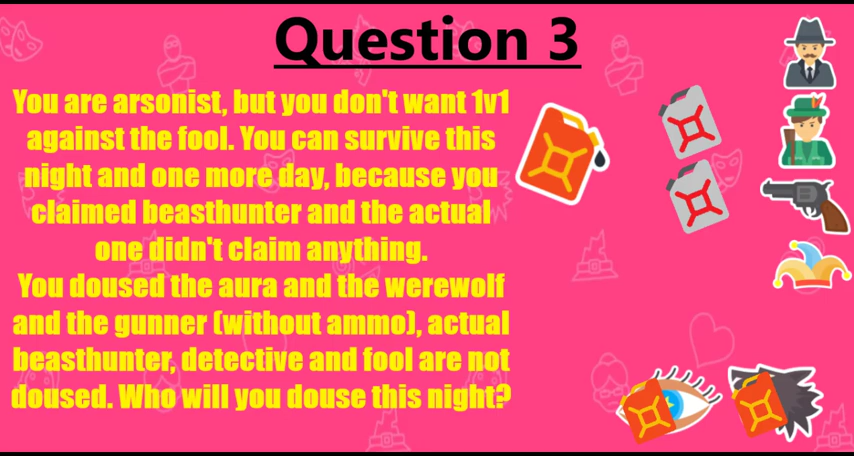 Question 3
You are arsonist, but you don't want 1v1
against the fool. You can survive this
night and one more day, because you
claimed beasthunter and the actual
one didn't claim anything.
You doused the aura and the werewolf
and the gunner (without ammo), actual
beasthunter, detective and fool are not
doused. Who will you douse this night?